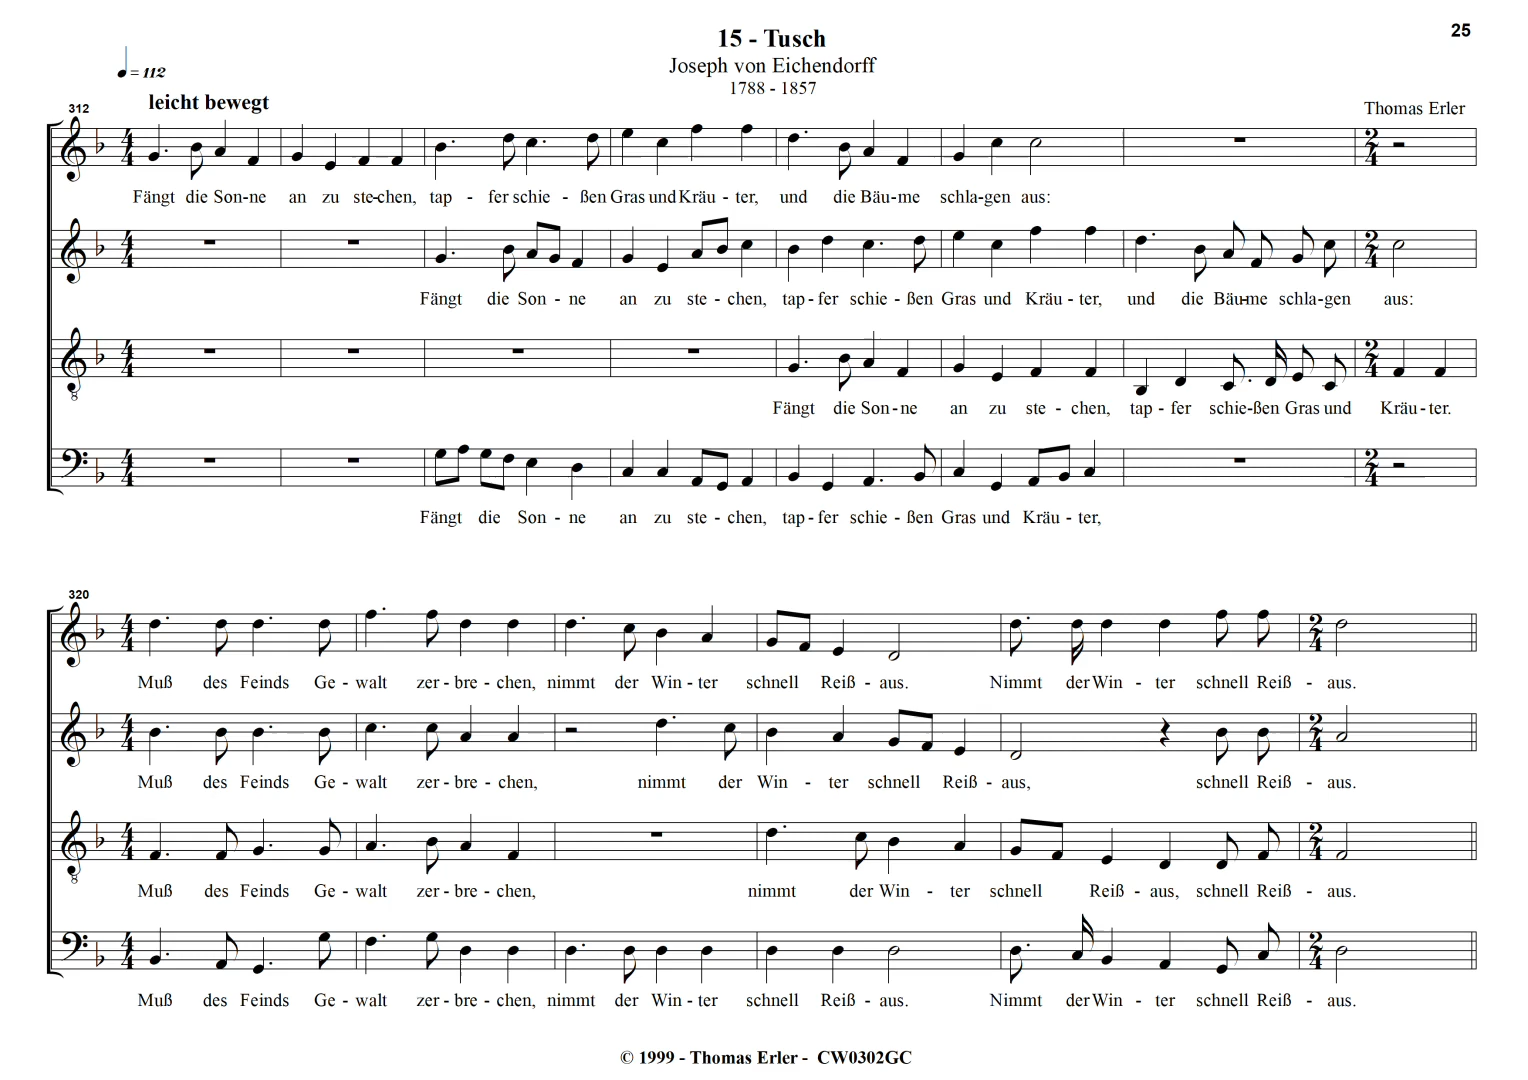 25
15 - Tusch
Joseph von Eichendorff
1788 - 1857
= 112
leicht bewegt
Thomas Erler
312
Fängt die Son-ne an zu ste-chen, tap - fer schie - ßen Gras und Kräu - ter, und die Bäu-me schla-gen aus:
Fängt die Son - ne an zu ste - chen, tap - fer schie - ßen Gras und Kräu - ter, und die Bäu-me schla-gen aus:
Fängt die Son-ne an zu ste - chen, tap - fer schie-ßen Gras und Kräu-ter.
Fängt die Son - ne an zu ste - chen, tap - fer schie - ßen Gras und Kräu - ter,
320
Muß des Feinds Ge - walt zer - bre - chen, nimmt der Win - ter schnell Reiß - aus. Nimmt der Win - ter schnell Reiß - aus.
Muß des Feinds Ge - walt zer - bre - chen, nimmt der Win - ter schnell Reiß - aus, schnell Reiß - aus.
Muß des Feinds Ge - walt zer - bre - chen, nimmt der Win - ter schnell Reiß - aus, schnell Reiß - aus.
Muß des Feinds Ge - walt zer - bre - chen, nimmt der Win - ter schnell Reiß - aus. Nimmt der Win - ter schnell Reiß - aus.
© 1999 - Thomas Erler - CW0302GC